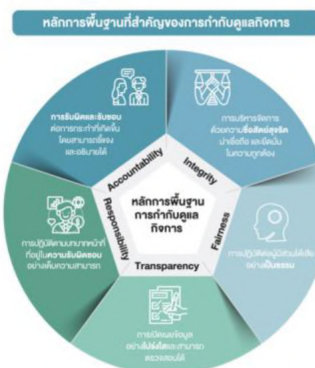 หลักการพื้นฐานที่สำคัญของการกำกับดูแลกิจการ
การรับผิดและรับชอบ
ต่อการกระทำที่เกิดขึ้น
โดยสามารถชี้แจง
และอธิบายได้
Accountability
การบริหารจัดการ
ด้วยความซื่อสัตย์สุจริต
น่าเชื่อถือ และยึดมั่น
ในความถูกต้อง
Integrity
หลักการพื้นฐาน
การกำกับดูแล
กิจการ
Responsibility
การปฏิบัติตามบทบาทหน้าที่
ที่อยู่ในความรับผิดชอบ
อย่างเต็มความสามารถ
Fairness
การปฏิบัติต่อผู้มีส่วนได้เสีย
อย่างเป็นธรรม
Transparency
การเปิดเผยข้อมูล
อย่างโปร่งใสและสามารถ
ตรวจสอบได้